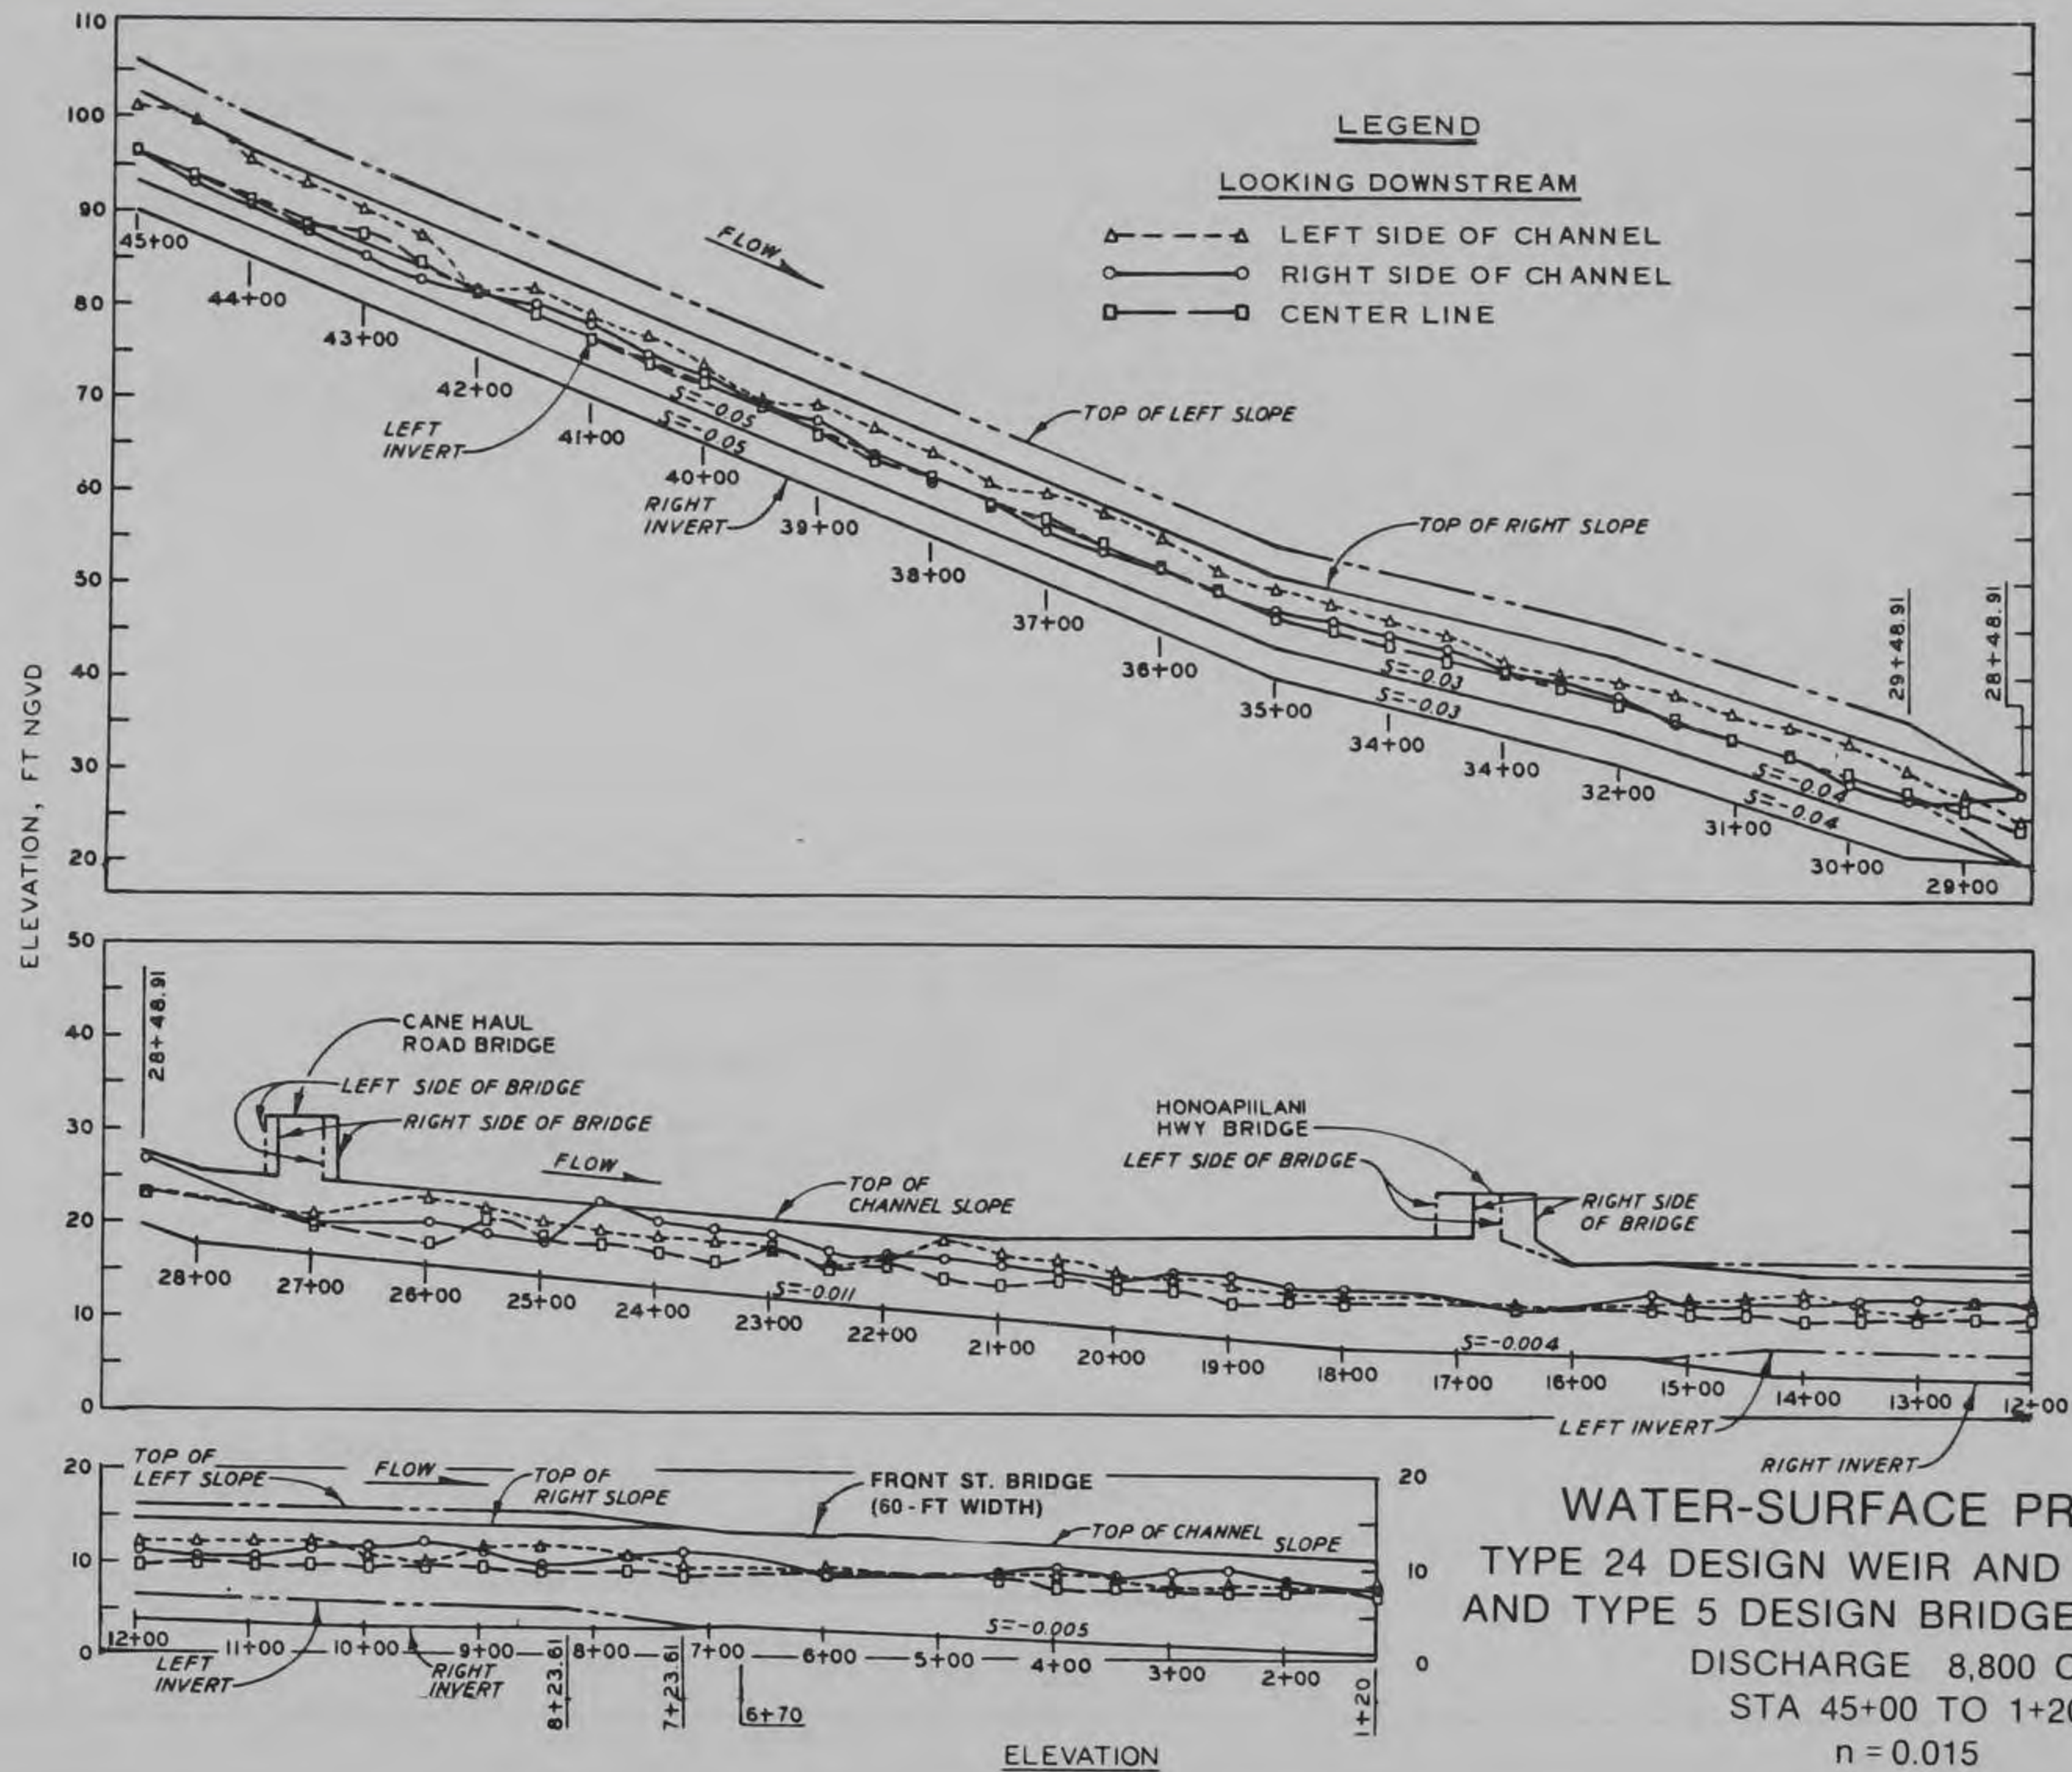 110
100
90
80
70
60
50
40
30
20
ELEVATION, FT NGVD
LEGEND
LOOKING DOWNSTREAM
LEFT SIDE OF CHANNEL
RIGHT SIDE OF CHANNEL
CENTER LINE
FLOW
45+00
44+00
43+00
42+00
41+00
40+00
39+00
38+00
37+00
36+00
35+00
34+00
34+00
32+00
31+00
30+00
29+00
LEFT
INVERT
RIGHT
INVERT
S=-0.05
S=-0.05
TOP OF LEFT SLOPE
TOP OF RIGHT SLOPE
S=-0.03
S=-0.03
S=-0.04
S=-0.04
29+48.91
28+48.91
50
40
30
20
10
0
28+48.91
CANE HAUL
ROAD BRIDGE
LEFT SIDE OF BRIDGE
RIGHT SIDE OF BRIDGE
FLOW
TOP OF
CHANNEL SLOPE
HONOAPIILANI
HWY BRIDGE
LEFT SIDE OF BRIDGE
RIGHT SIDE
OF BRIDGE
28+00
27+00
26+00
25+00
24+00
23+00
22+00
21+00
20+00
19+00
18+00
17+00
16+00
15+00
14+00
13+00
12+00
S=-0.011
S=-0.004
LEFT INVERT
RIGHT INVERT
20
10
0
TOP OF
LEFT SLOPE
FLOW
TOP OF
RIGHT SLOPE
FRONT ST. BRIDGE
(60-FT WIDTH)
TOP OF CHANNEL SLOPE
20
10
0
S=-0.005
12+00
11+00
10+00
9+00
8+00
7+00
6+00
5+00
4+00
3+00
2+00
LEFT
INVERT
RIGHT
INVERT
8+23.61
7+23.61
6+70
1+20
ELEVATION
WATER-SURFACE PR
TYPE 24 DESIGN WEIR AND
AND TYPE 5 DESIGN BRIDGE
DISCHARGE 8,800 C
STA 45+00 TO 1+20
n = 0.015